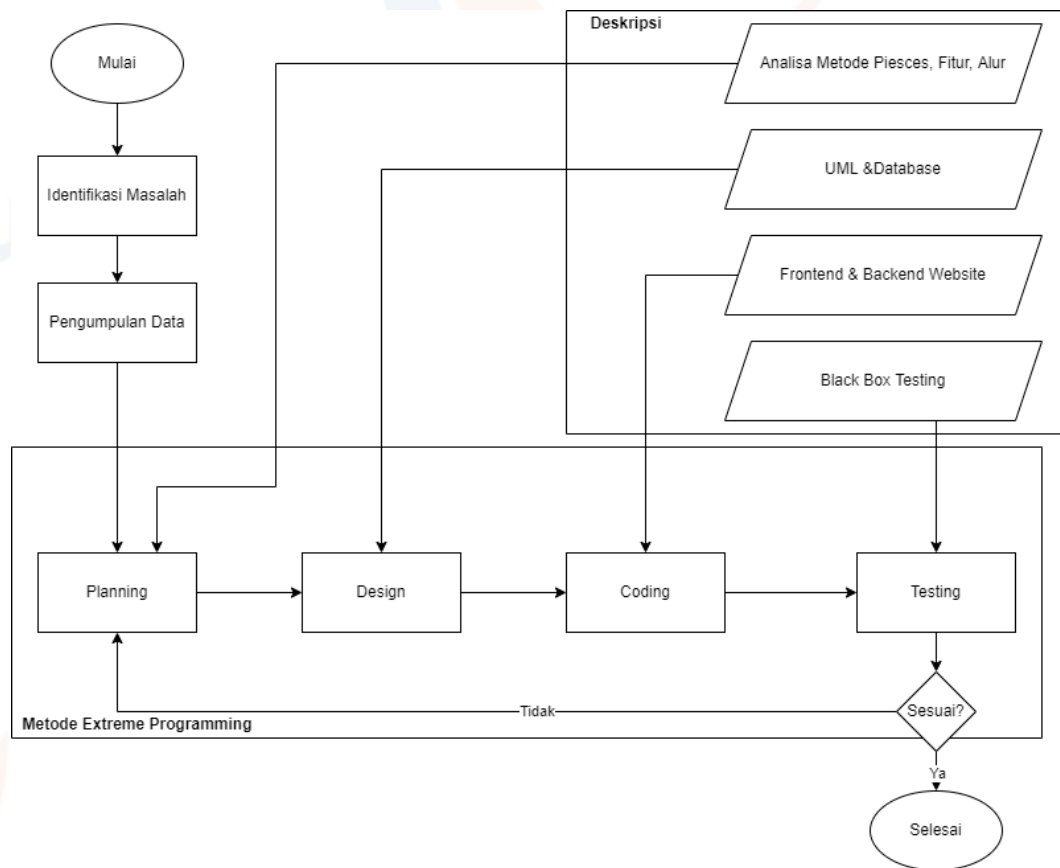 Deskripsi
Mulai
Analisa Metode Piesces, Fitur, Alur
UML &Database
Identifikasi Masalah
Frontend & Backend Website
Pengumpulan Data
Black Box Testing
Planning
Design
Coding
Testing
Tidak
Sesuai?
Metode Extreme Programming
Ya
Selesai